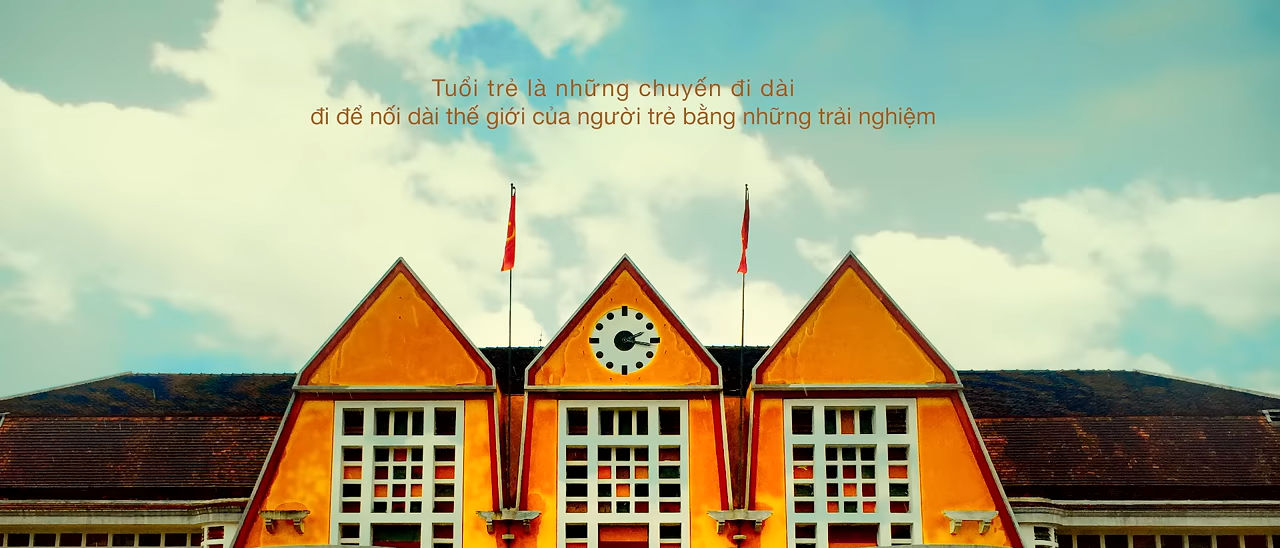 Tuổi trẻ là những chuyến đi dài
đi để nối dài thế giới của người trẻ bằng những trải nghiệm